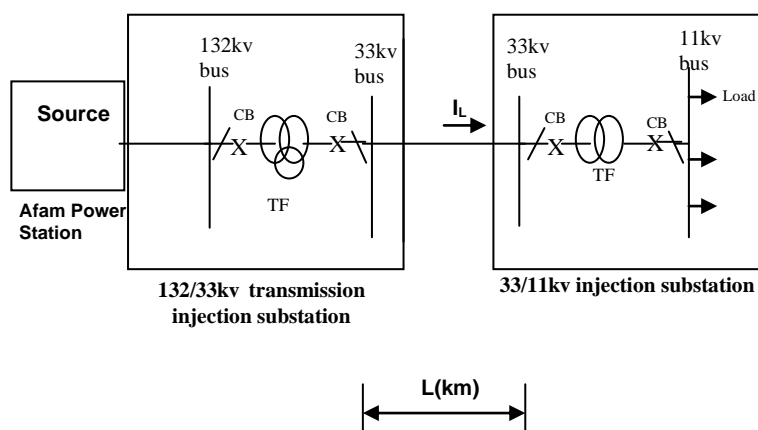 132kv
bus
33kv
bus
33kv
bus
11kv
bus
Source
CB
CB
X
X
TF
I_L
CB
CB
X
X
TF
Load
Afam Power
Station
132/33kv transmission
injection substation
33/11kv injection substation
L(km)